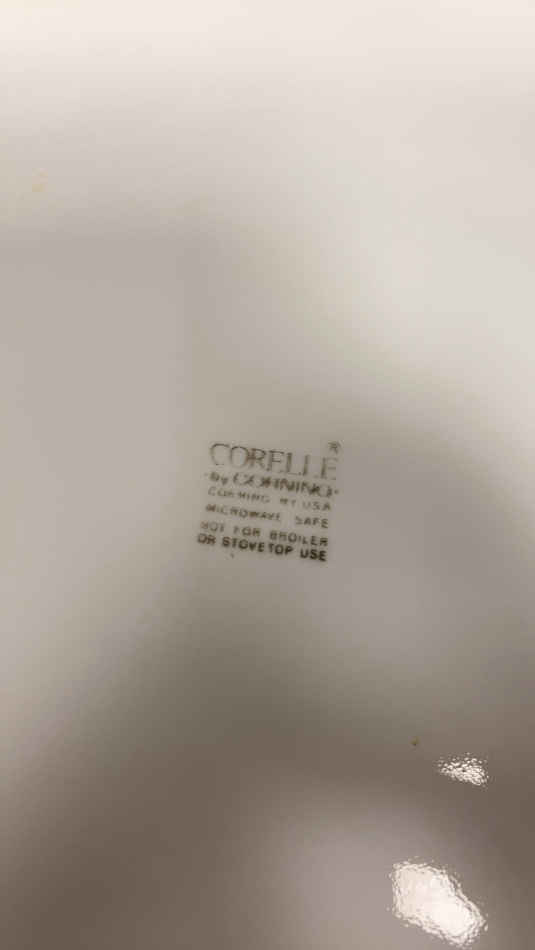 CORELLE®
by CORNING
CORNING NY USA
MICROWAVE SAFE
NOT FOR BROILER
OR STOVETOP USE